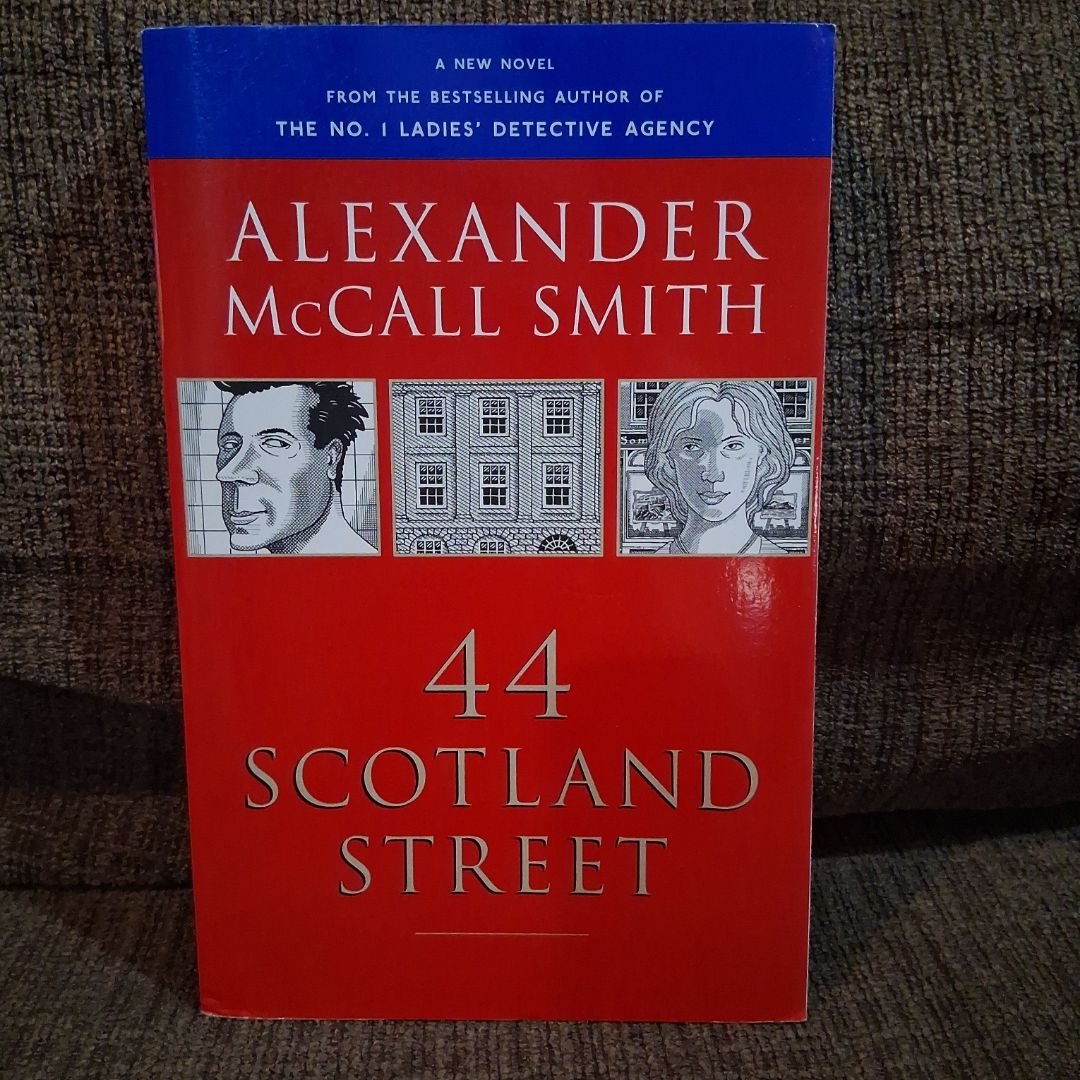 A NEW NOVEL
FROM THE BESTSELLING AUTHOR OF
THE NO. 1 LADIES' DETECTIVE AGENCY
ALEXANDER
McCALL SMITH
Som
44
SCOTLAND
STREET